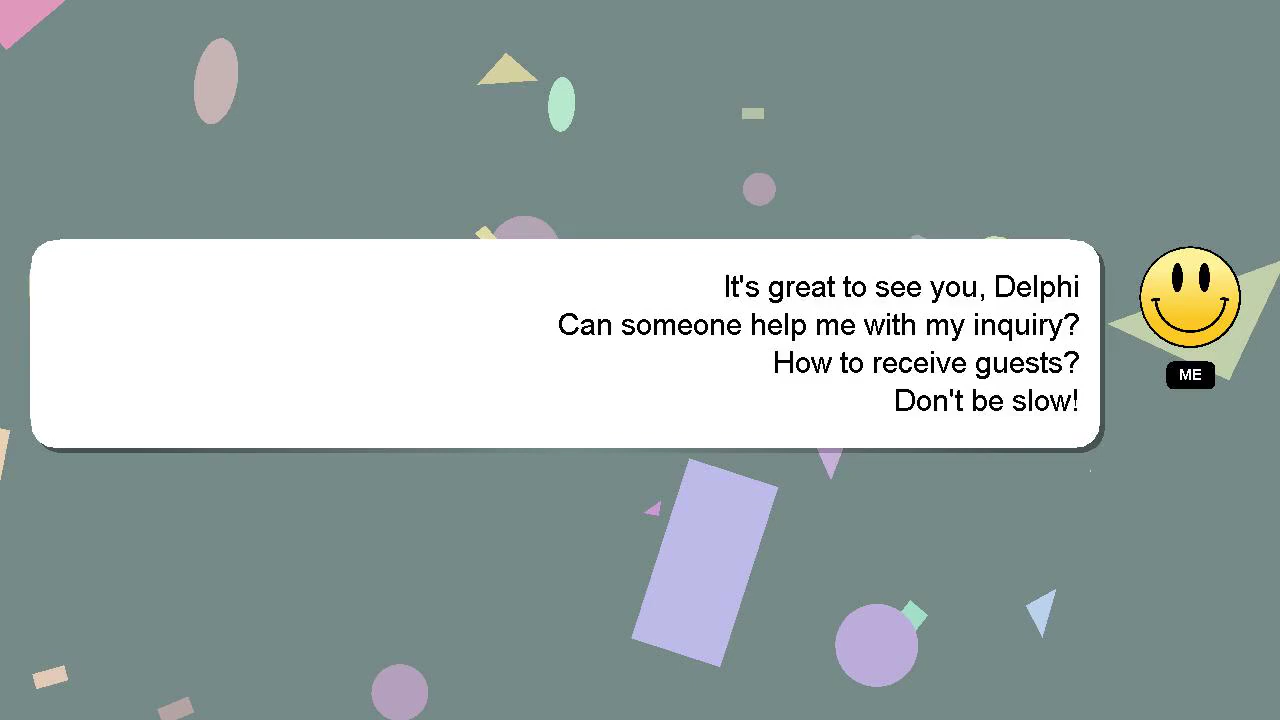 It's great to see you, Delphi
Can someone help me with my inquiry?
How to receive guests?
Don't be slow!
ME